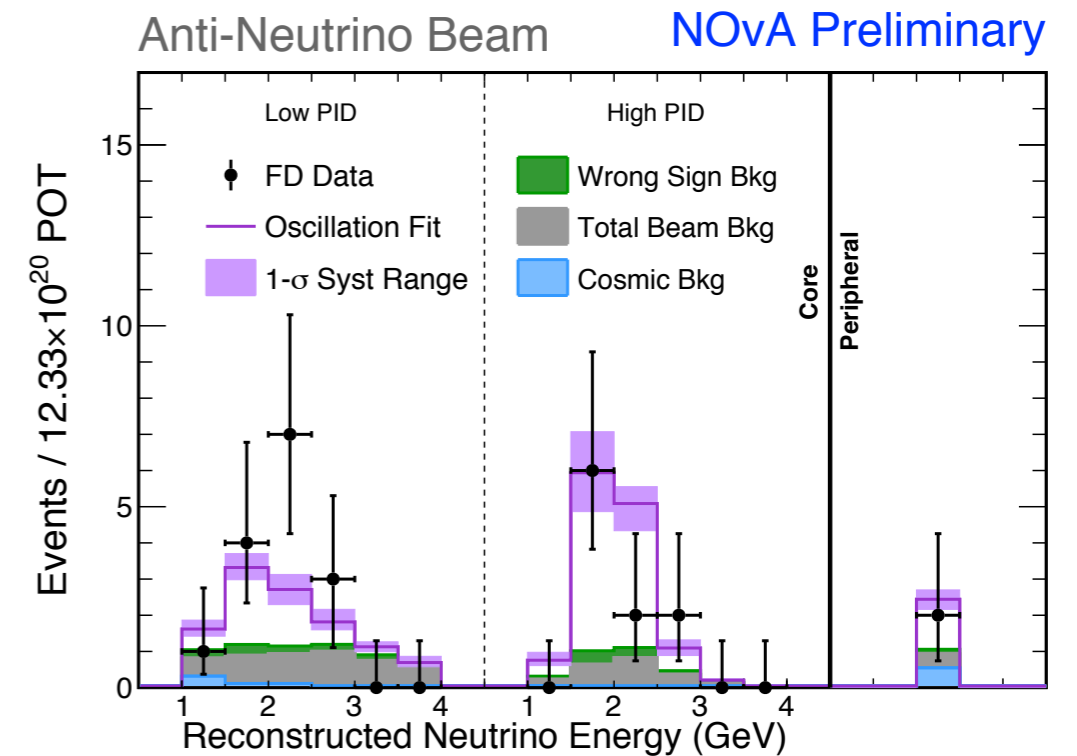 Anti-Neutrino Beam
NOvA Preliminary
Low PID
High PID
FD Data
Oscillation Fit
1-σ Syst Range
Wrong Sign Bkg
Total Beam Bkg
Cosmic Bkg
Core
Peripheral
Events / 12.33×10²⁰ POT
15
10
5
0
1 2 3 4 1 2 3 4
Reconstructed Neutrino Energy (GeV)